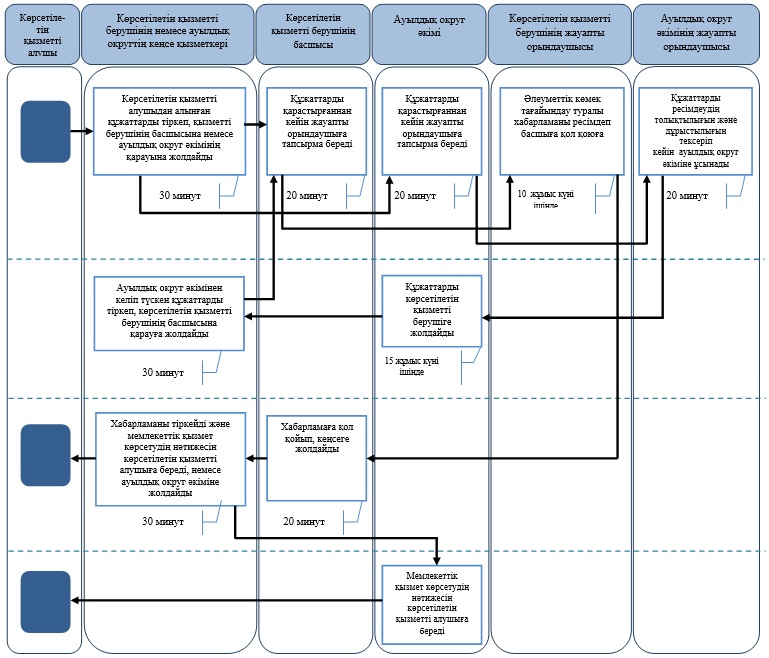 Көрсетіле-
тін
қызметті
алушы
Көрсетілетін қызметті
берушінің немесе ауылдық
округтің кеңсе қызметкері
Көрсетілетін
қызметті берушінің
басшысы
Ауылдық округ
әкімі
Көрсетілетін қызметті
берушінің жауапты
орындаушысы
Ауылдық округ
әкімінің жауапты
орындаушысы
Көрсетілетін қызметті
алушыдан алынған
құжаттарды тіркеп, қызметті
берушінің басшысына немесе
ауылдық округ әкімінің
қарауына жолдайды
30 минут
Құжаттарды
қарастырғаннан
кейін жауапты
орындаушыға
тапсырма береді
20 минут
Құжаттарды
қарастырғаннан
кейін жауапты
орындаушыға
тапсырма береді
20 минут
Әлеуметтік көмек
тағайындау туралы
хабарламаны ресімдеп
басшыға қол қоюға
10 жұмыс күні
ішінде
Құжаттарды
ресімдеудің
толықтылығын және
дұрыстылығын
тексеріп
кейін ауылдық округ
әкіміне ұсынады
20 минут
Ауылдық округ әкімінен
келіп түскен құжаттарды
тіркеп, көрсетілетін қызметті
берушінің басшысына
қарауға жолдайды
30 минут
Құжаттарды
көрсетілетін
қызметті
берушіге
жолдайды
15 жұмыс күні
ішінде
Хабарламаны тіркейді және
мемлекеттік қызмет
көрсетудің нәтижесін
көрсетілетін қызметті
алушыға береді, немесе
ауылдық округ әкіміне
жолдайды
30 минут
Хабарламаға қол
қойып, кеңсеге
жолдайды
20 минут
Мемлекеттік
қызмет көрсетудің
нәтижесін
көрсетілетін
қызметті алушыға
береді